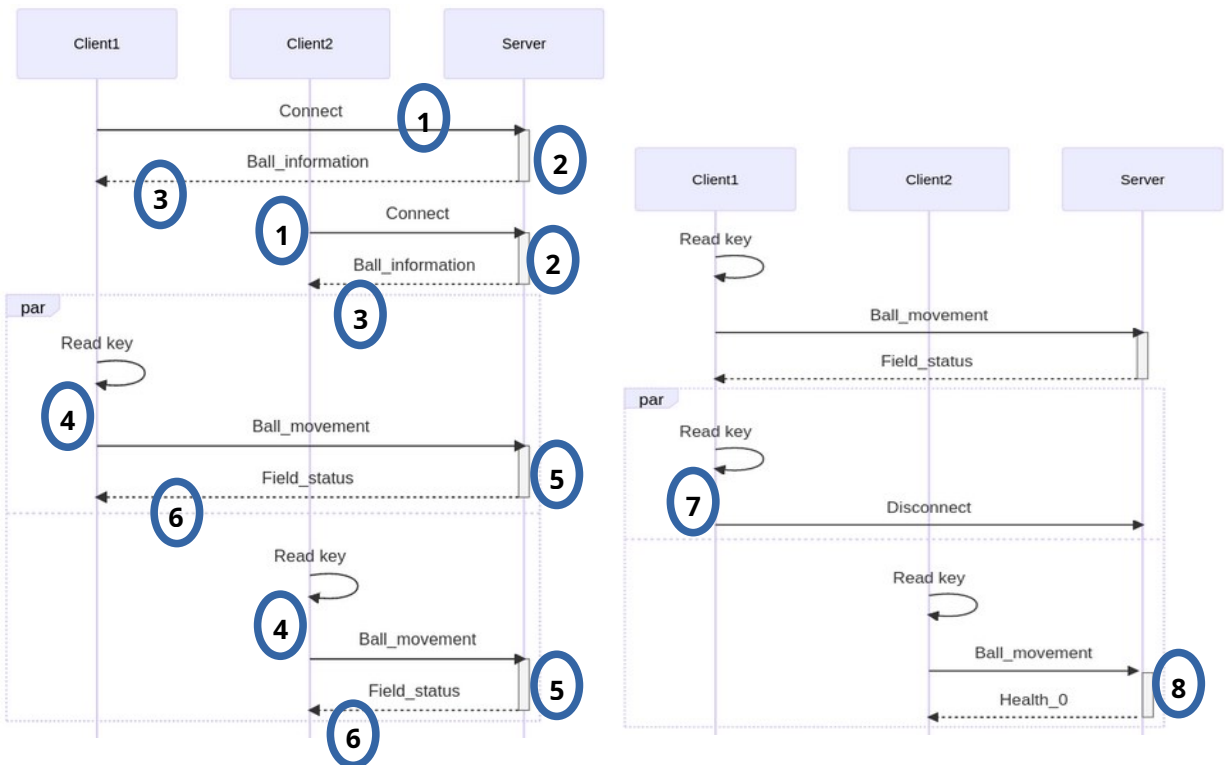 Client1
Client2
Server
Connect
1
2
Ball_information
3
Connect
1
2
Ball_information
3
par
Read key
4
Ball_movement
5
Field_status
6
Read key
4
Ball_movement
5
Field_status
6
Client1
Client2
Server
Read key
Ball_movement
Field_status
par
Read key
7
Disconnect
Read key
Ball_movement
8
Health_0